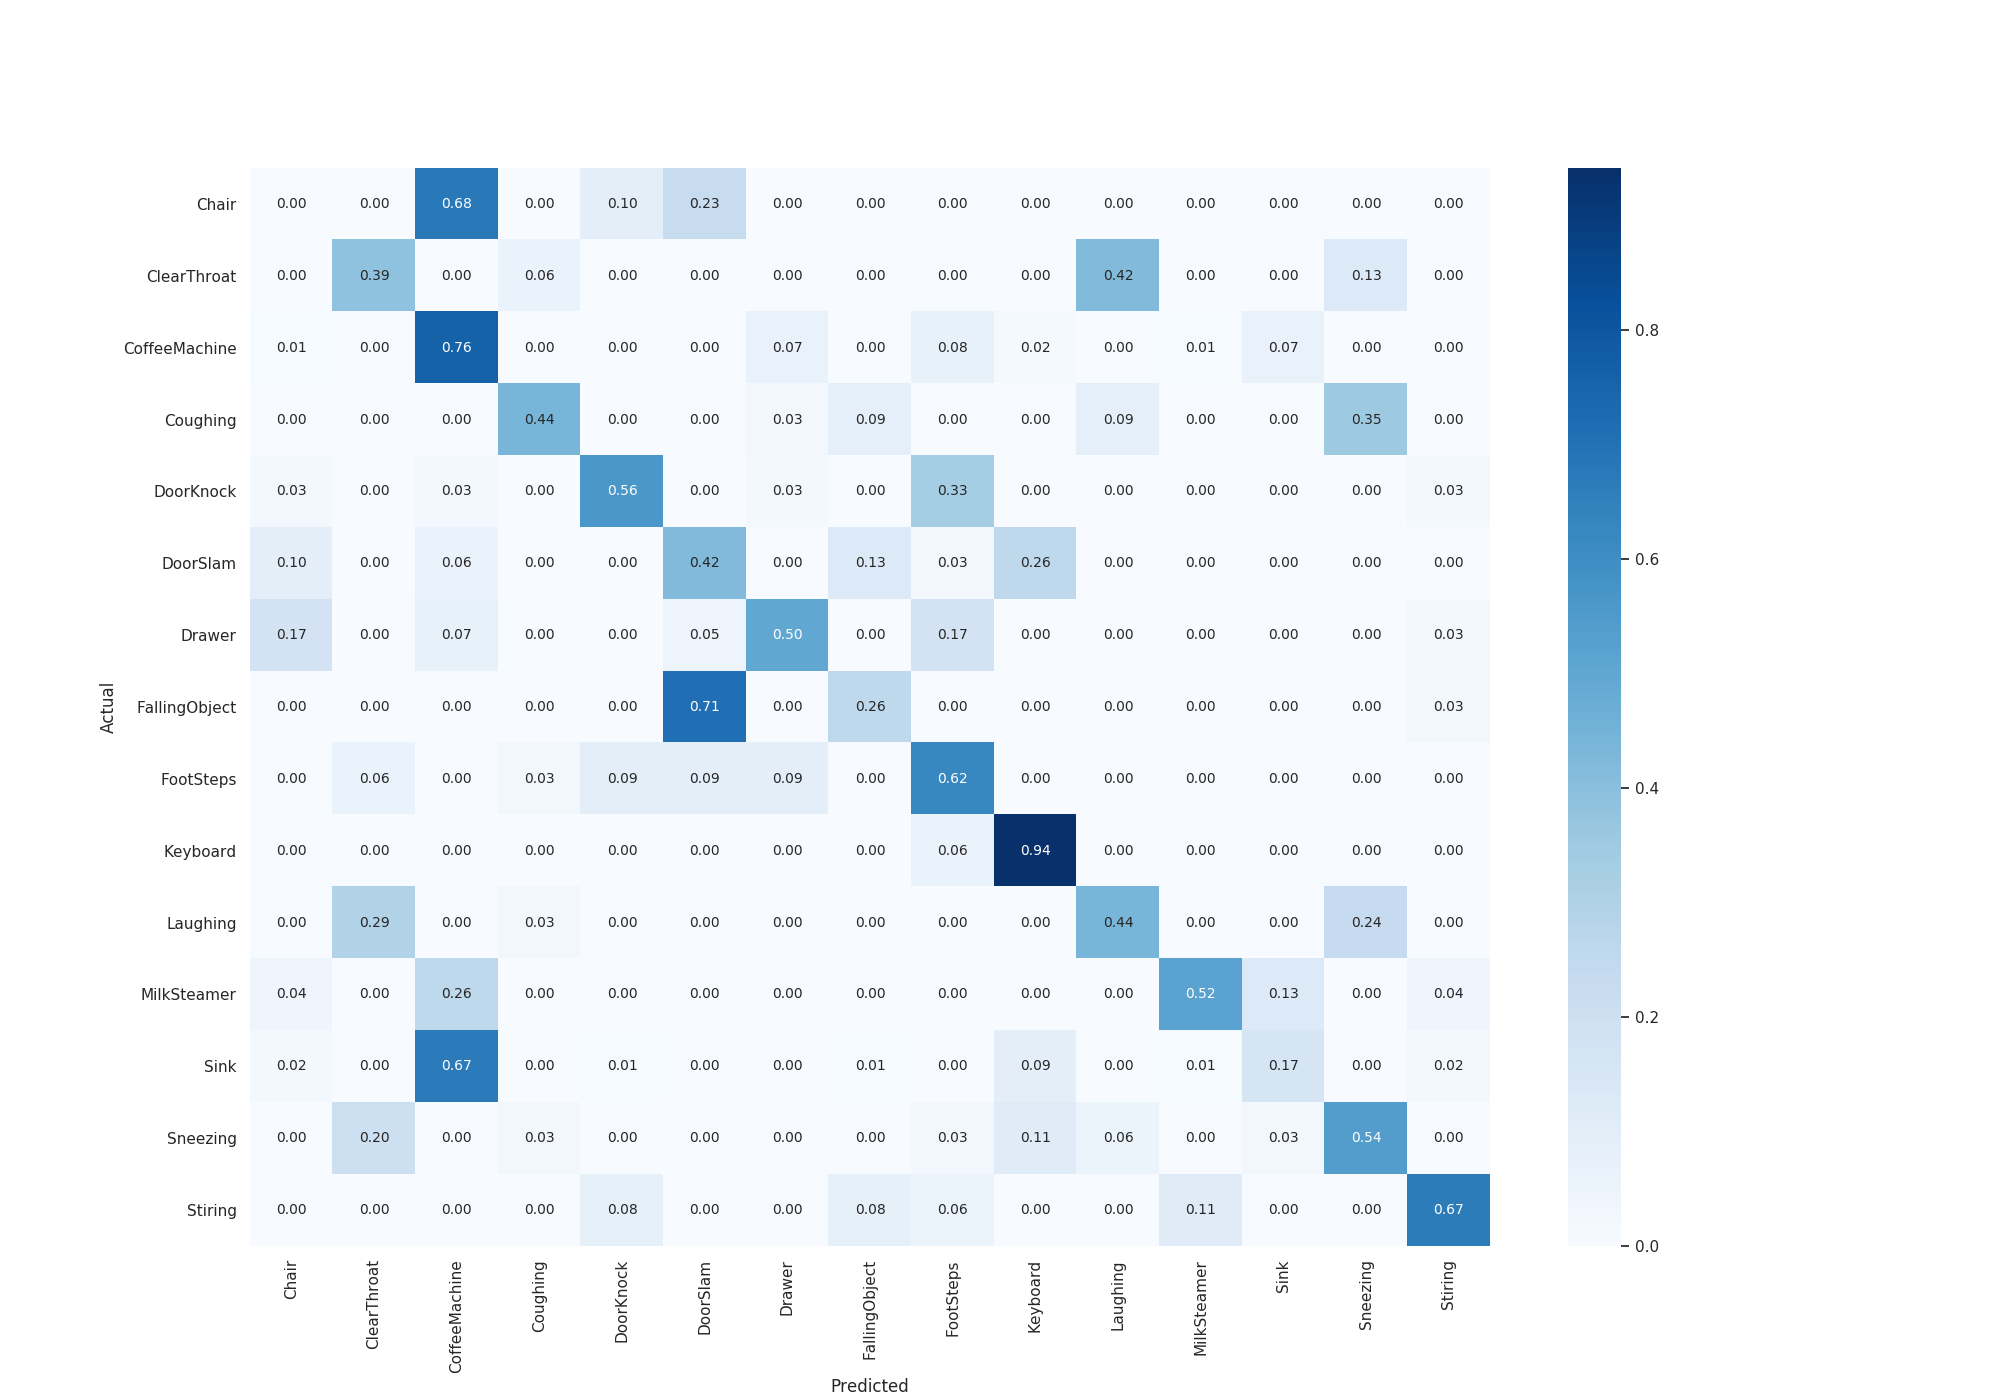 Chair 0.00 0.00 0.68 0.00 0.10 0.23 0.00 0.00 0.00 0.00 0.00 0.00 0.00 0.00 0.00
ClearThroat 0.00 0.39 0.00 0.06 0.00 0.00 0.00 0.00 0.00 0.00 0.42 0.00 0.00 0.13 0.00
CoffeeMachine 0.01 0.00 0.76 0.00 0.00 0.00 0.07 0.00 0.08 0.02 0.00 0.01 0.07 0.00 0.00
Coughing 0.00 0.00 0.00 0.44 0.00 0.00 0.03 0.09 0.00 0.00 0.09 0.00 0.00 0.35 0.00
DoorKnock 0.03 0.00 0.03 0.00 0.56 0.00 0.03 0.00 0.33 0.00 0.00 0.00 0.00 0.00 0.03
DoorSlam 0.10 0.00 0.06 0.00 0.00 0.42 0.00 0.13 0.03 0.26 0.00 0.00 0.00 0.00 0.00
Drawer 0.17 0.00 0.07 0.00 0.00 0.05 0.50 0.00 0.17 0.00 0.00 0.00 0.00 0.00 0.03
FallingObject 0.00 0.00 0.00 0.00 0.00 0.71 0.00 0.26 0.00 0.00 0.00 0.00 0.00 0.00 0.03
FootSteps 0.00 0.06 0.00 0.03 0.09 0.09 0.09 0.00 0.62 0.00 0.00 0.00 0.00 0.00 0.00
Keyboard 0.00 0.00 0.00 0.00 0.00 0.00 0.00 0.00 0.06 0.94 0.00 0.00 0.00 0.00 0.00
Laughing 0.00 0.29 0.00 0.03 0.00 0.00 0.00 0.00 0.00 0.00 0.44 0.00 0.00 0.24 0.00
MilkSteamer 0.04 0.00 0.26 0.00 0.00 0.00 0.00 0.00 0.00 0.00 0.00 0.52 0.13 0.00 0.04
Sink 0.02 0.00 0.67 0.00 0.01 0.00 0.00 0.01 0.00 0.09 0.00 0.01 0.17 0.00 0.02
Sneezing 0.00 0.20 0.00 0.03 0.00 0.00 0.00 0.00 0.03 0.11 0.06 0.00 0.03 0.54 0.00
Stiring 0.00 0.00 0.00 0.00 0.08 0.00 0.00 0.08 0.06 0.00 0.00 0.11 0.00 0.00 0.67
Actual
Chair ClearThroat CoffeeMachine Coughing DoorKnock DoorSlam Drawer FallingObject FootSteps Keyboard Laughing MilkSteamer Sink Sneezing Stiring
Predicted
0.8
0.6
0.4
0.2
0.0